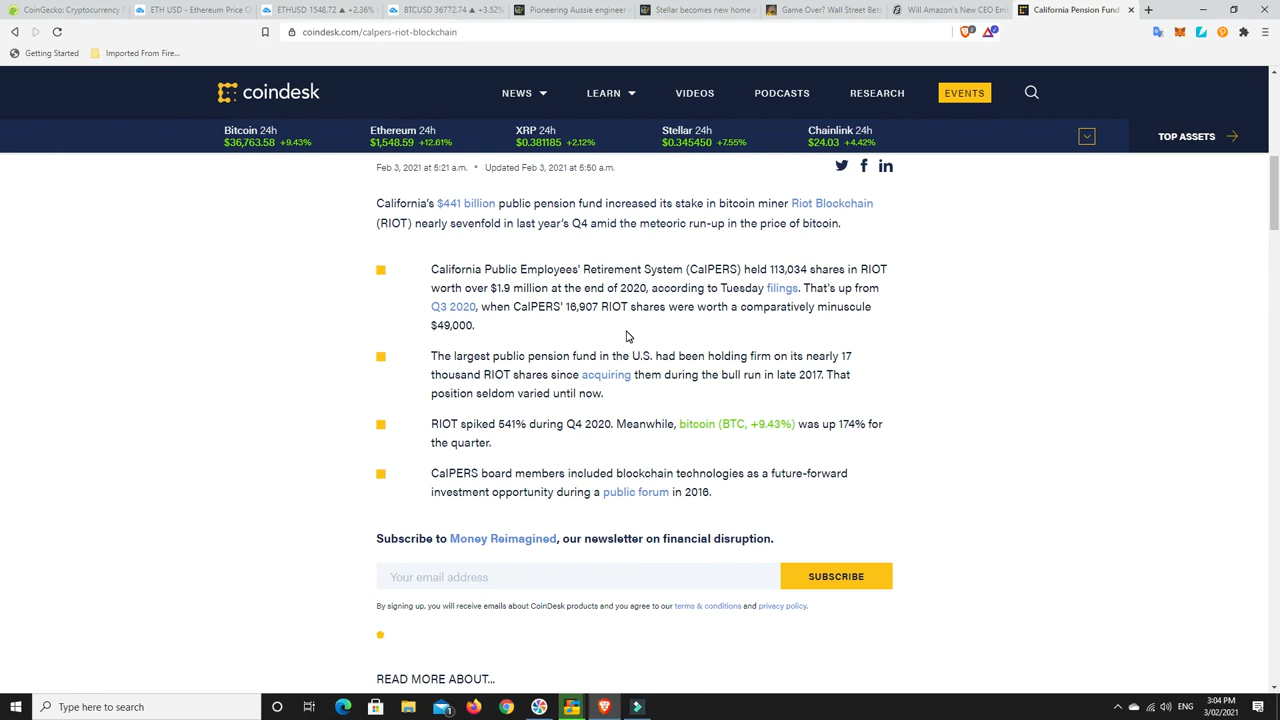 CoinGecko: Cryptocurrency P
ETH USD - Ethereum Price C
ETHUSD 1548.72 ▲ +2.36%
BTCUSD 36772.74 ▲ +3.52%
Pioneering Aussie engineer
Stellar becomes new home o
Game Over? Wall Street Bets
Will Amazon's New CEO Emb
California Pension Fund
coindesk.com/calpers-riot-blockchain
Getting Started
Imported From Fire...
coindesk
NEWS
LEARN
VIDEOS
PODCASTS
RESEARCH
EVENTS
Bitcoin 24h
$36,763.58 +9.43%
Ethereum 24h
$1,548.59 +12.61%
XRP 24h
$0.381185 +2.12%
Stellar 24h
$0.345450 +7.55%
Chainlink 24h
$24.03 +4.42%
TOP ASSETS
Feb 3, 2021 at 5:21 a.m. • Updated Feb 3, 2021 at 5:50 a.m.
California's $441 billion public pension fund increased its stake in bitcoin miner Riot Blockchain
(RIOT) nearly sevenfold in last year's Q4 amid the meteoric run-up in the price of bitcoin.
California Public Employees' Retirement System (CalPERS) held 113,034 shares in RIOT
worth over $1.9 million at the end of 2020, according to Tuesday filings. That's up from
Q3 2020, when CalPERS' 16,907 RIOT shares were worth a comparatively minuscule
$49,000.
The largest public pension fund in the U.S. had been holding firm on its nearly 17
thousand RIOT shares since acquiring them during the bull run in late 2017. That
position seldom varied until now.
RIOT spiked 541% during Q4 2020. Meanwhile, bitcoin (BTC, +9.43%) was up 174% for
the quarter.
CalPERS board members included blockchain technologies as a future-forward
investment opportunity during a public forum in 2016.
Subscribe to Money Reimagined, our newsletter on financial disruption.
Your email address
SUBSCRIBE
By signing up, you will receive emails about CoinDesk products and you agree to our terms & conditions and privacy policy.
READ MORE ABOUT...
Type here to search
3:04 PM
3/02/2021